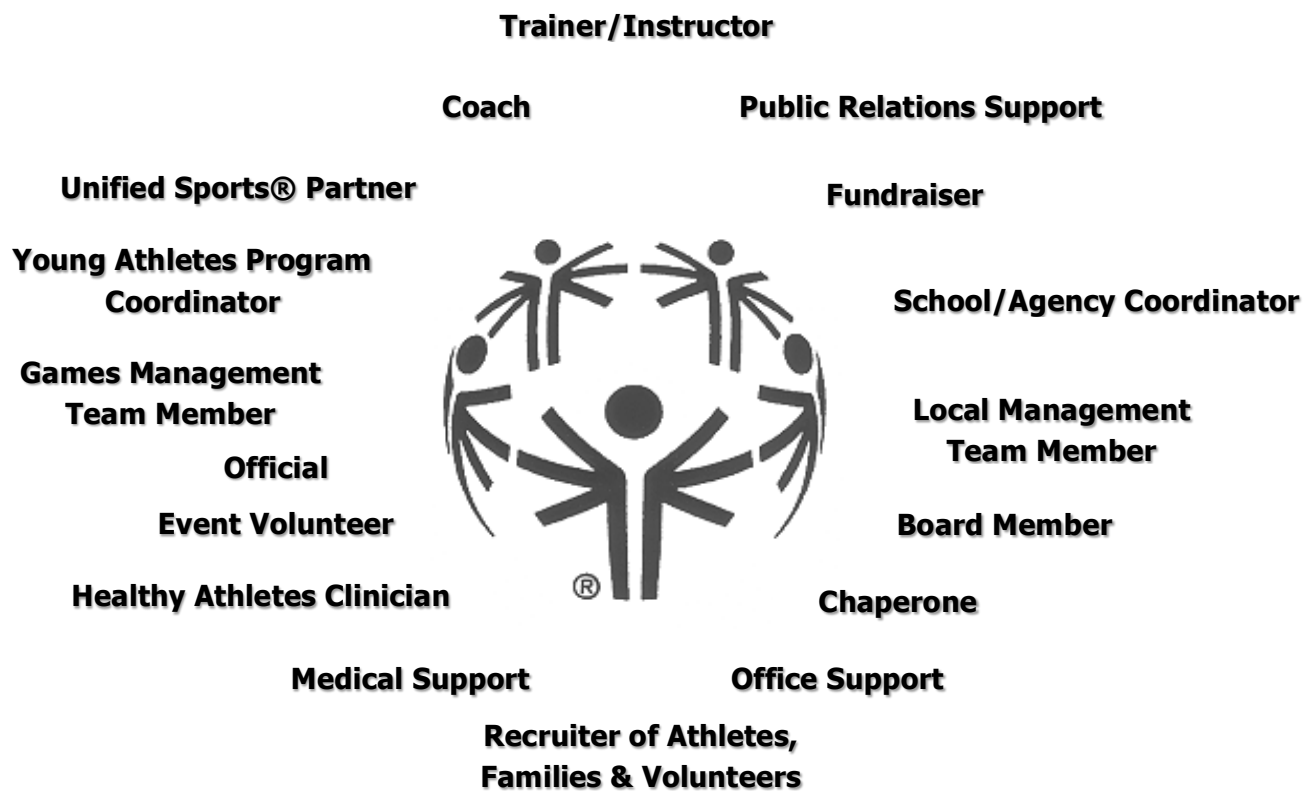 Trainer/Instructor
Coach
Public Relations Support
Unified Sports® Partner
Fundraiser
Young Athletes Program
Coordinator
School/Agency Coordinator
Games Management
Team Member
Local Management
Team Member
Official
Event Volunteer
Board Member
Healthy Athletes Clinician
®
Chaperone
Medical Support
Office Support
Recruiter of Athletes,
Families & Volunteers